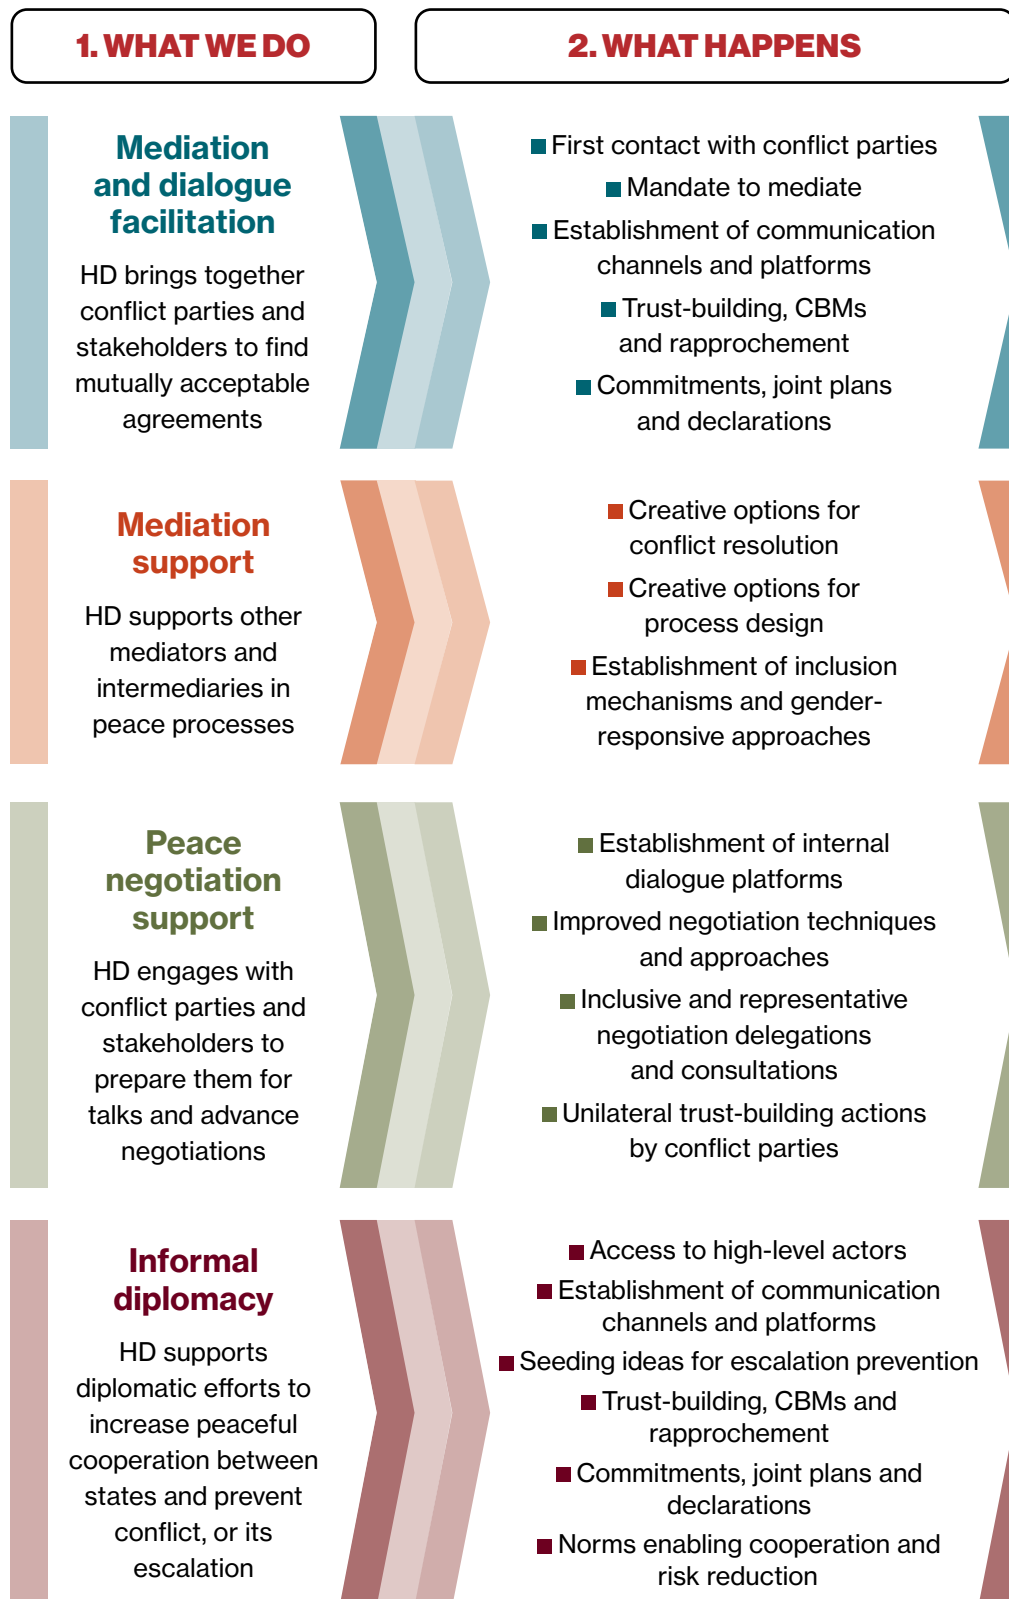 1. WHAT WE DO
2. WHAT HAPPENS
Mediation
and dialogue
facilitation
HD brings together
conflict parties and
stakeholders to find
mutually acceptable
agreements
■ First contact with conflict parties
■ Mandate to mediate
■ Establishment of communication
channels and platforms
■ Trust-building, CBMs
and rapprochement
■ Commitments, joint plans
and declarations
Mediation
support
HD supports other
mediators and
intermediaries in
peace processes
■ Creative options for
conflict resolution
■ Creative options for
process design
■ Establishment of inclusion
mechanisms and gender-
responsive approaches
Peace
negotiation
support
HD engages with
conflict parties and
stakeholders to
prepare them for
talks and advance
negotiations
■ Establishment of internal
dialogue platforms
■ Improved negotiation techniques
and approaches
■ Inclusive and representative
negotiation delegations
and consultations
■ Unilateral trust-building actions
by conflict parties
Informal
diplomacy
HD supports
diplomatic efforts to
increase peaceful
cooperation between
states and prevent
conflict, or its
escalation
■ Access to high-level actors
■ Establishment of communication
channels and platforms
■ Seeding ideas for escalation prevention
■ Trust-building, CBMs and
rapprochement
■ Commitments, joint plans and
declarations
■ Norms enabling cooperation and
risk reduction